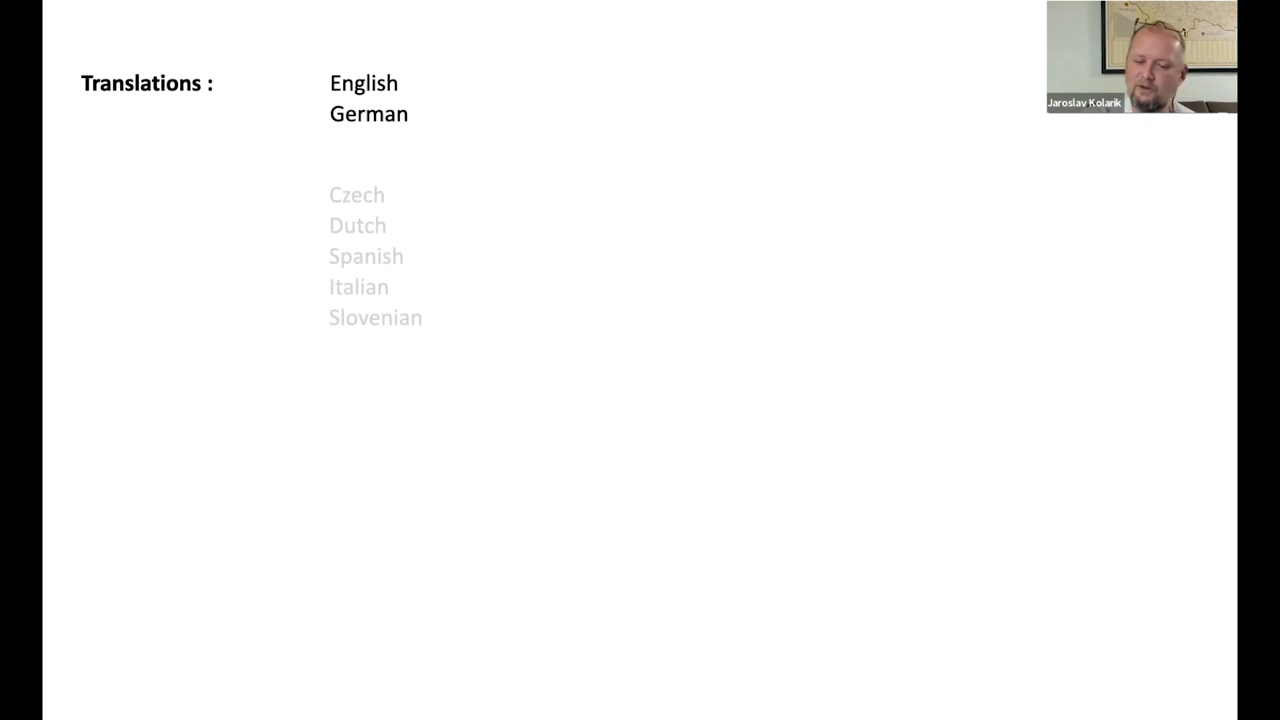 Translations :
English
German
Czech
Dutch
Spanish
Italian
Slovenian
Jaroslav Kolarik